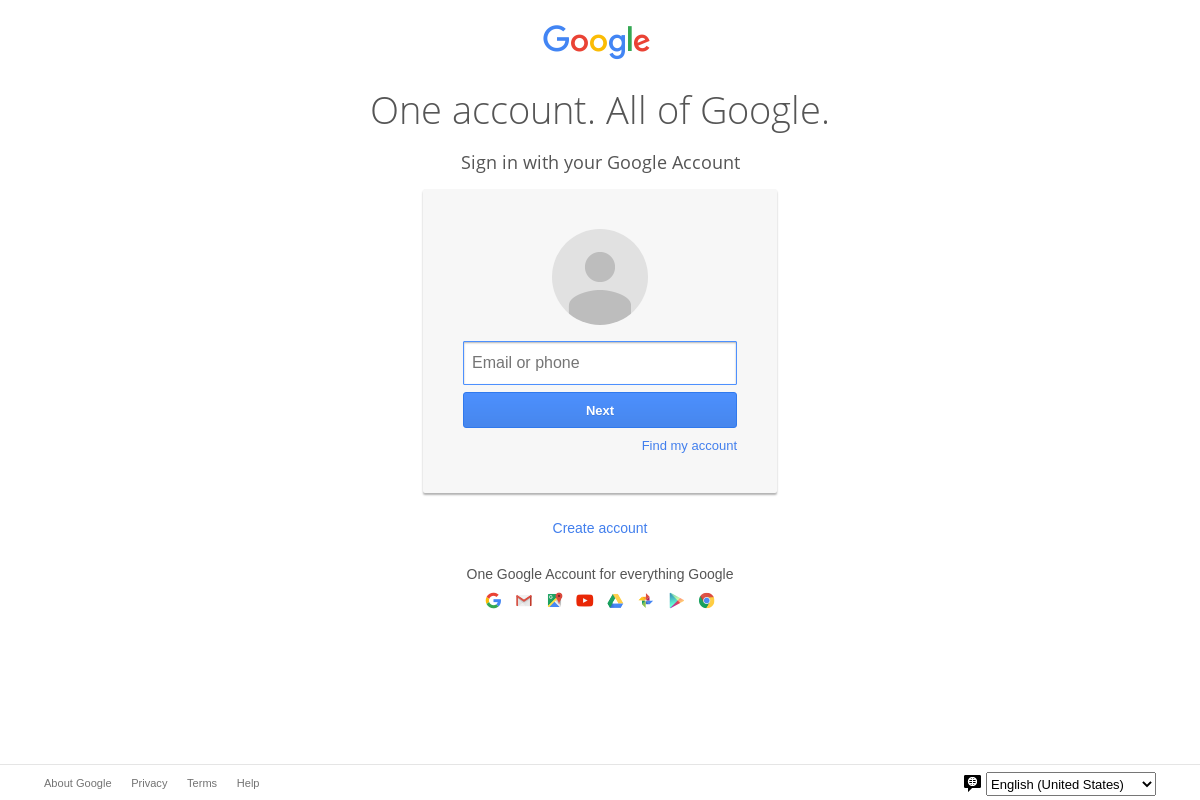 Google
One account. All of Google.
Sign in with your Google Account
Email or phone
Next
Find my account
Create account
One Google Account for everything Google
About Google Privacy Terms Help English (United States)